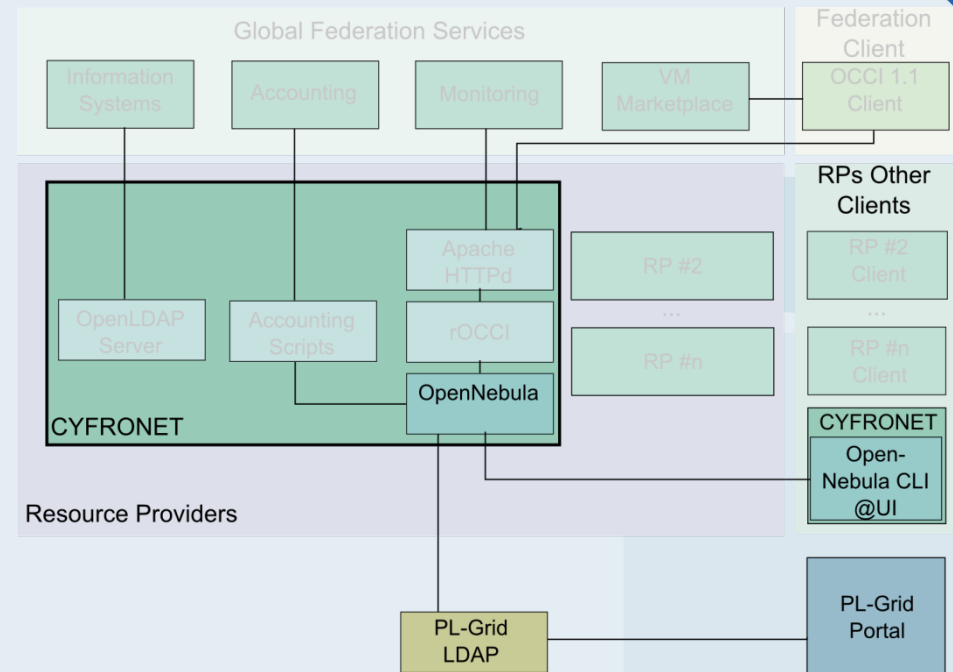 Global Federation Services
Federation
Client
Information
Systems
Accounting
Monitoring
VM
Marketplace
OCCI 1.1
Client
RPs Other
Clients
Apache
HTTPd
RP #2
RP #2
Client
...
...
OpenLDAP
Server
Accounting
Scripts
rOCCI
RP #n
RP #n
Client
OpenNebula
CYFRONET
CYFRONET
Open-
Nebula CLI
@UI
Resource Providers
PL-Grid
LDAP
PL-Grid
Portal